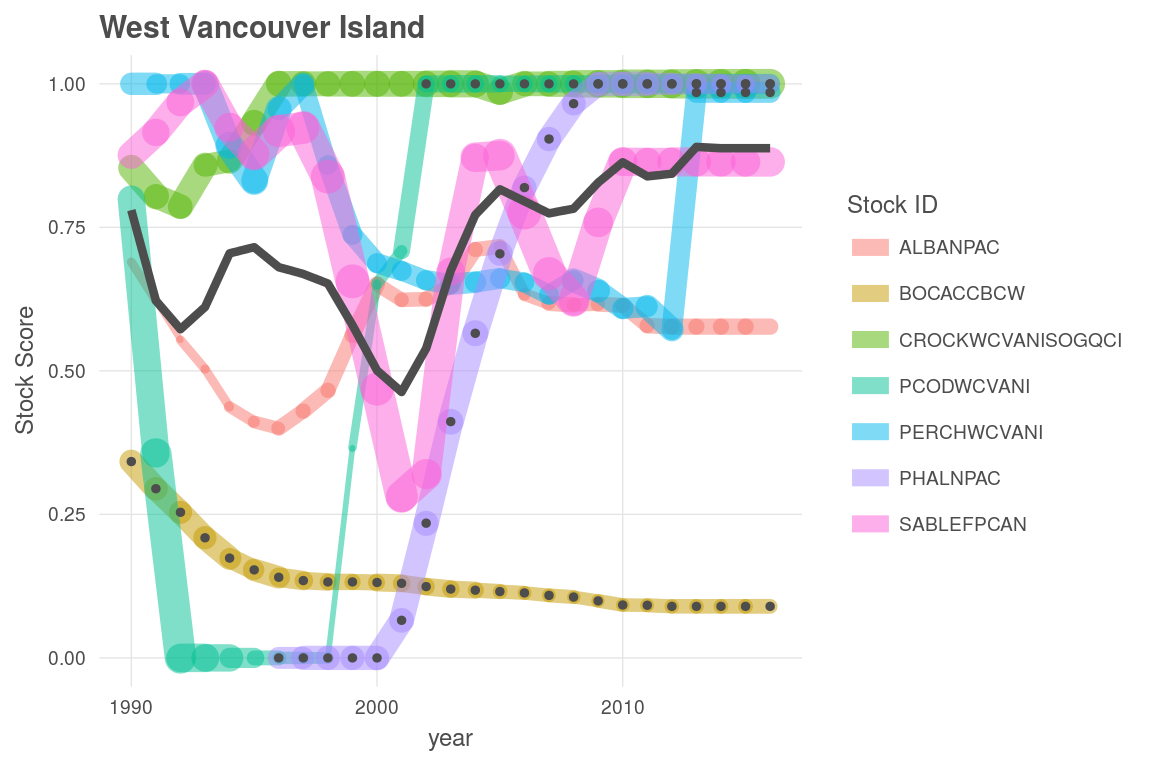 West Vancouver Island
1.00
0.75
0.50
0.25
0.00
Stock Score
1990
2000
2010
year
Stock ID
ALBANPAC
BOCACCBCW
CROCKWCVANISOGQCI
PCODWCVANI
PERCHWCVANI
PHALNPAC
SABLEFPCAN